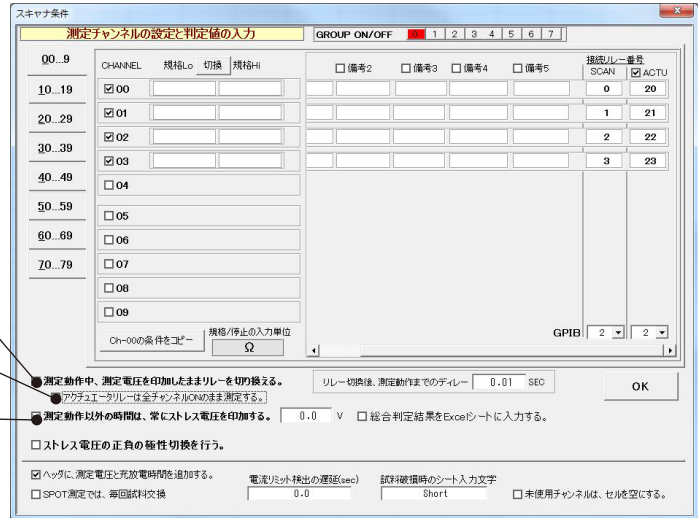 スキャナ条件
測定チャンネルの設定と判定値の入力 GROUP ON/OFF 0 1 2 3 4 5 6 7
00...9
10...19
20...29
30...39
40...49
50...59
60...69
70...79
CHANNEL 規格Lo 切換 規格Hi 備考2 備考3 備考4 備考5 接続リレー番号
SCAN ACTU
00 0 20
01 1 21
02 2 22
03 3 23
04
05
06
07
08
09
Ch-00の条件をコピー 規格/停止の入力単位 Ω GPIB 2 2
測定動作中、測定電圧を印加したままリレーを切り換える。 リレー切換後、測定動作までのディレー 0.01 SEC OK
アクチュエータリレーは全チャンネルONのまま測定する。
測定動作以外の時間は、常にストレス電圧を印加する。 0.0 V 総合判定結果をExcelシートに入力する。
ストレス電圧の正負の極性切換を行う。
ヘッダに、測定電圧と充放電時間を追加する。 電流リミット検出の遅延(sec) 試料破損時のシート入力文字
SPOT測定では、毎回試料交換 0.0 Short 未使用チャンネルは、セルを空にする。